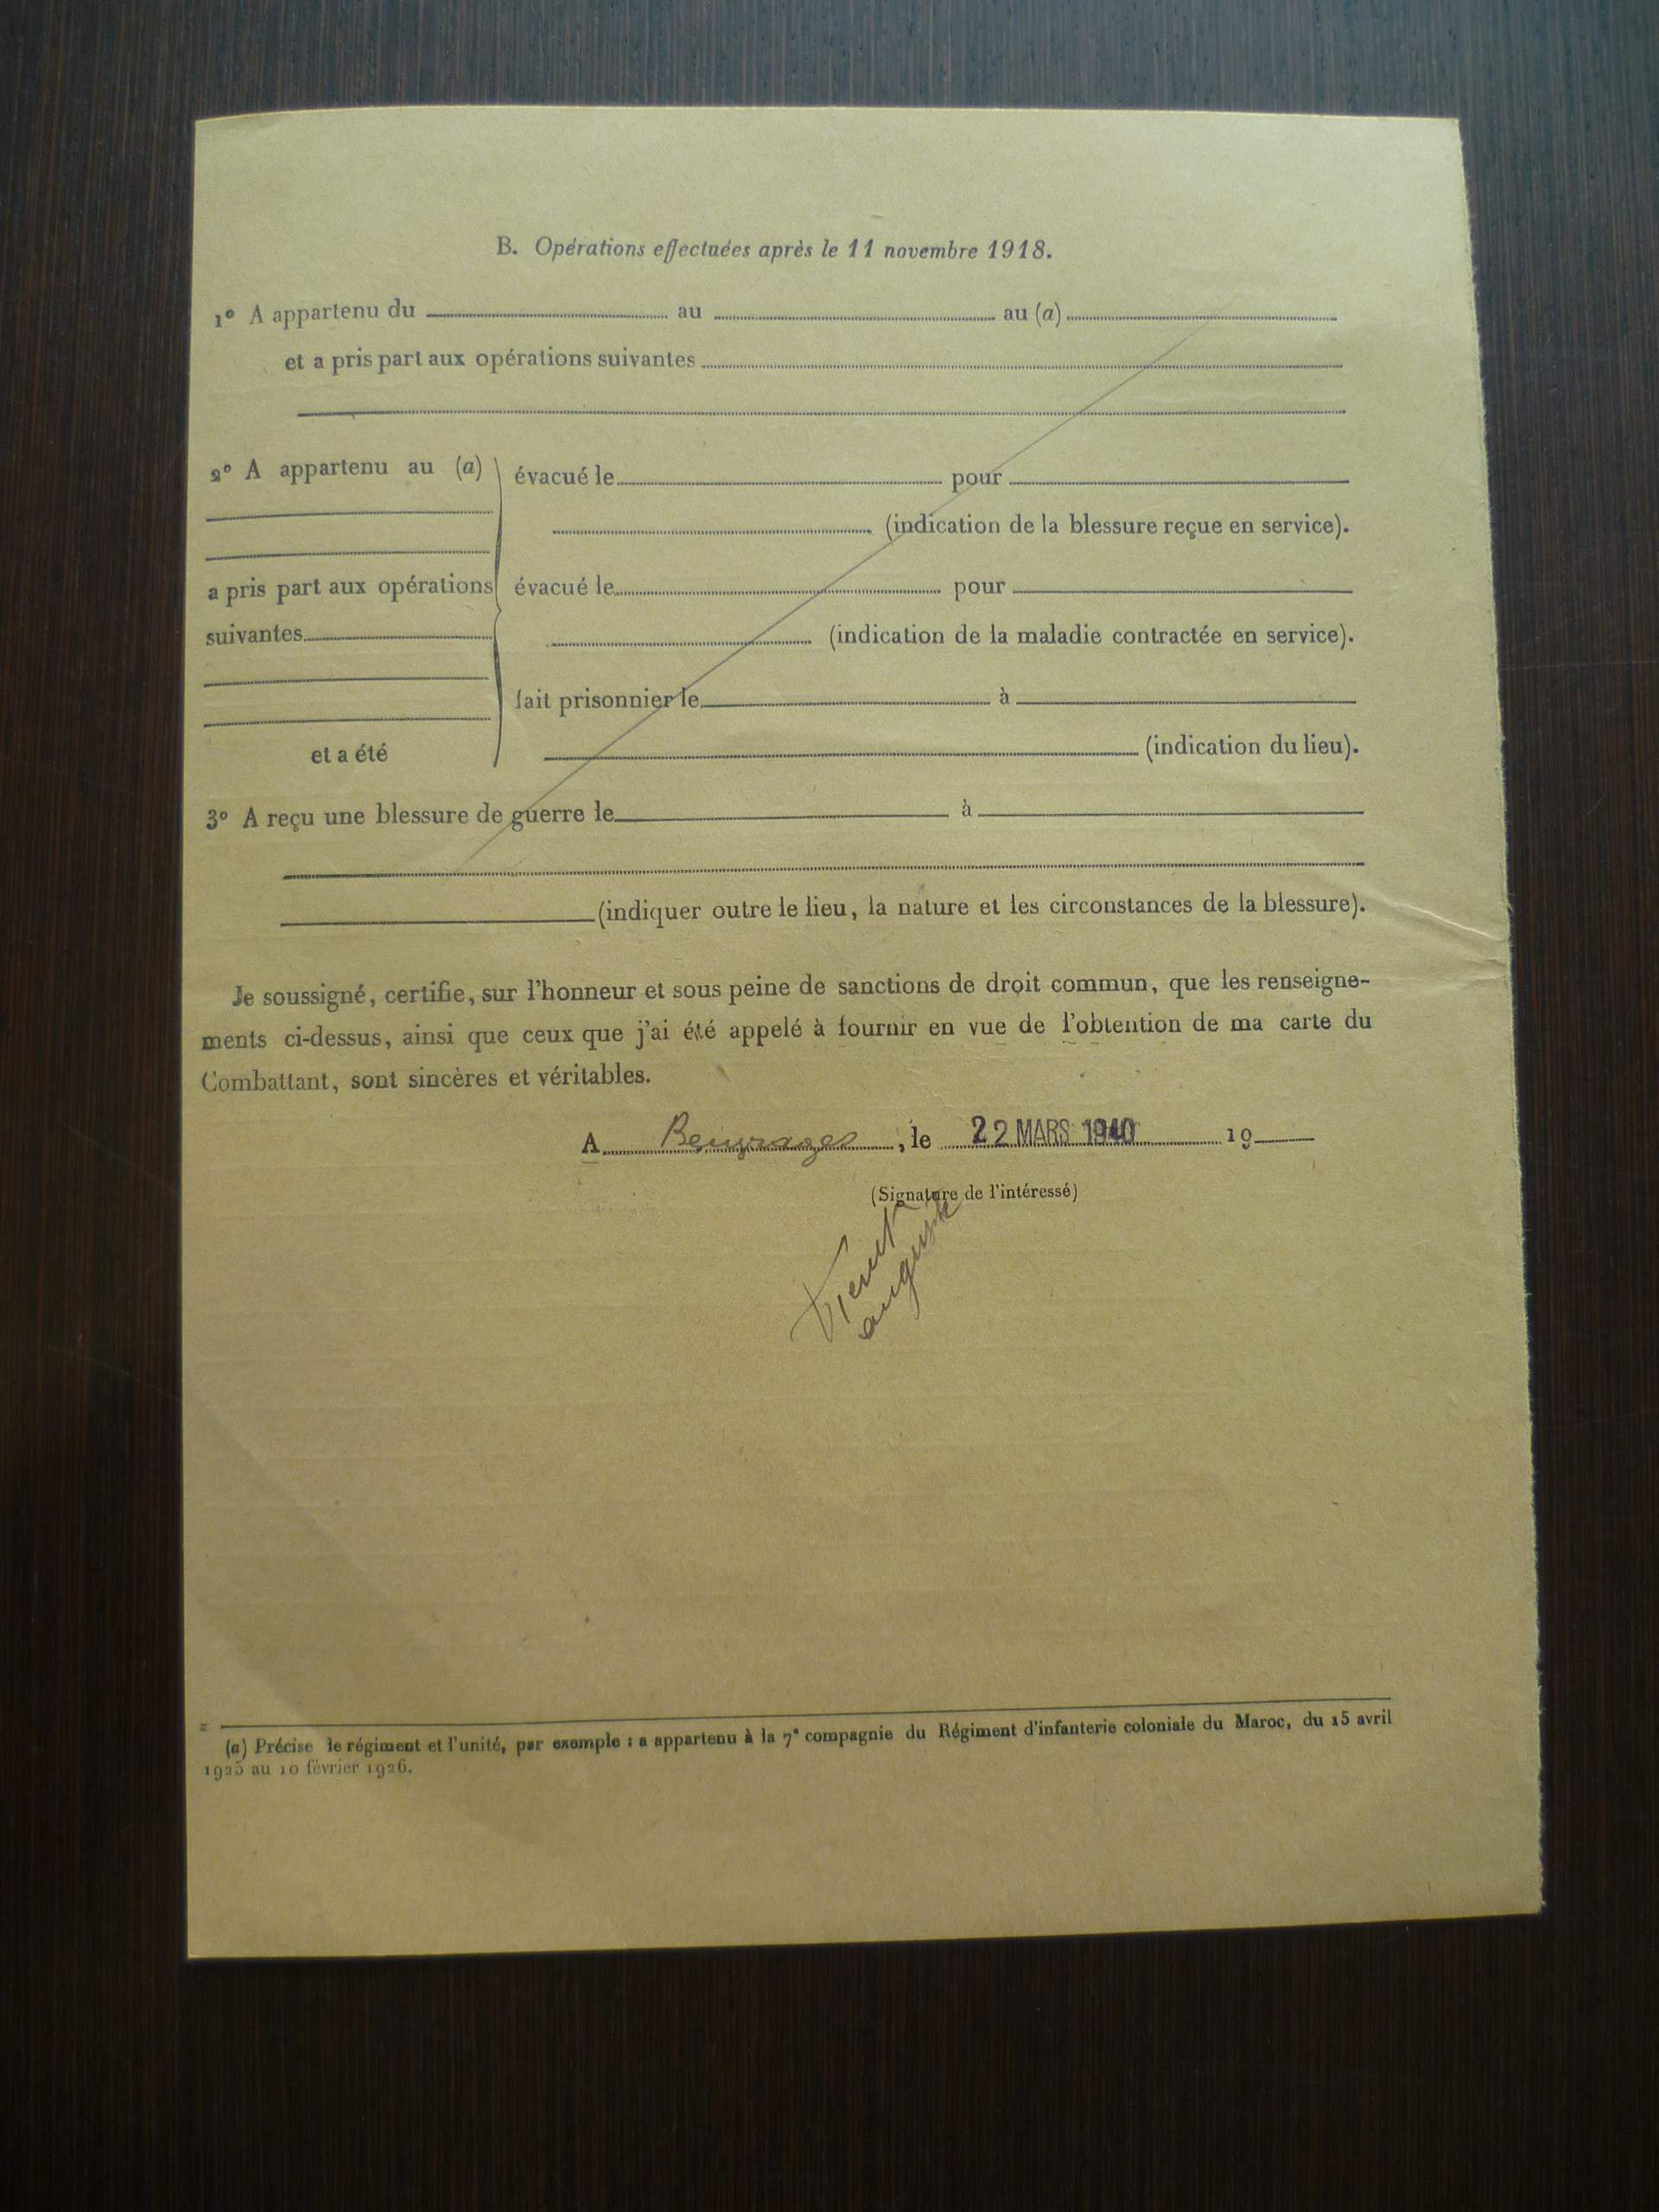 B. Opérations effectuées après le 11 novembre 1918.
1º A appartenu du au au (a)
et a pris part aux opérations suivantes
2º A appartenu au (a)
évacué le pour
(indication de la blessure reçue en service).
a pris part aux opérations
évacué le pour
suivantes
(indication de la maladie contractée en service).
fait prisonnier le à
et a été
(indication du lieu).
3º A reçu une blessure de guerre le à
(indiquer outre le lieu, la nature et les circonstances de la blessure).
Je soussigné, certifie, sur l'honneur et sous peine de sanctions de droit commun, que les renseigne-
ments ci-dessus, ainsi que ceux que j'ai été appelé à fournir en vue de l'obtention de ma carte du
Combattant, sont sincères et véritables.
A Beuvrages, le 22 MARS 1940 19
(Signature de l'intéressé)
auguste
(a) Précise le régiment et l'unité, par exemple : a appartenu à la 7e compagnie du Régiment d'infanterie coloniale du Maroc, du 15 avril
1925 au 10 février 1926.